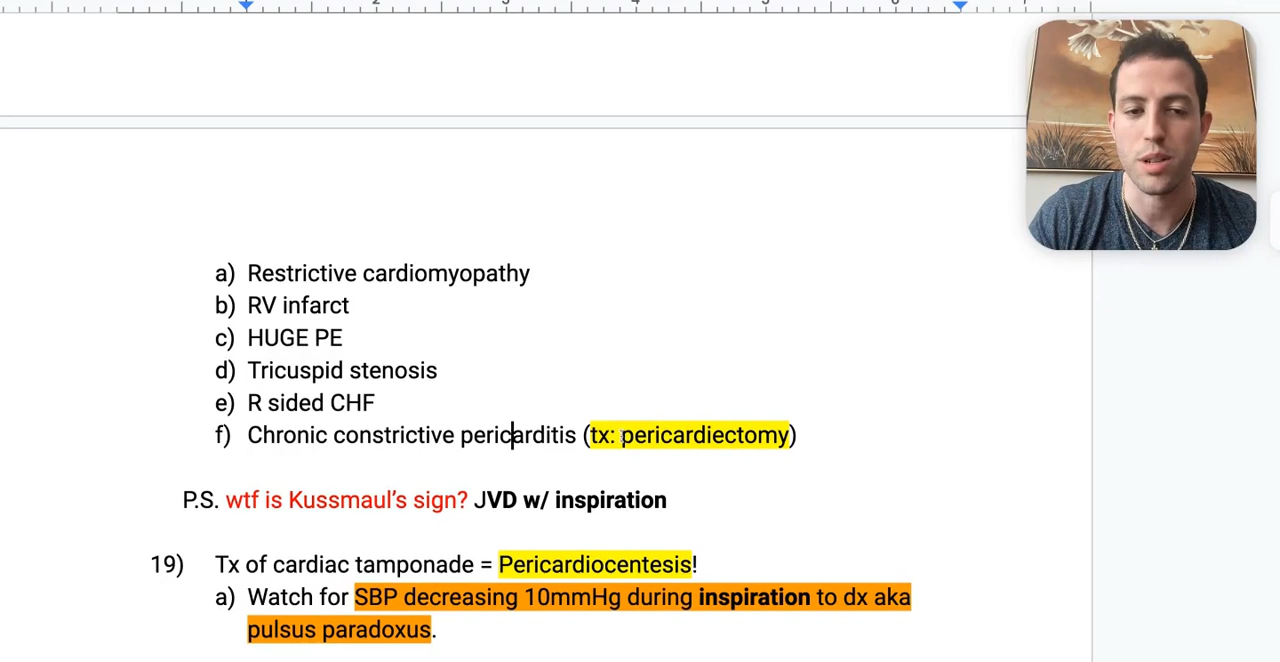 a) Restrictive cardiomyopathy
b) RV infarct
c) HUGE PE
d) Tricuspid stenosis
e) R sided CHF
f) Chronic constrictive pericarditis (tx: pericardiectomy)
P.S. wtf is Kussmaul’s sign? JVD w/ inspiration
19) Tx of cardiac tamponade = Pericardiocentesis!
a) Watch for SBP decreasing 10mmHg during inspiration to dx aka
pulsus paradoxus.